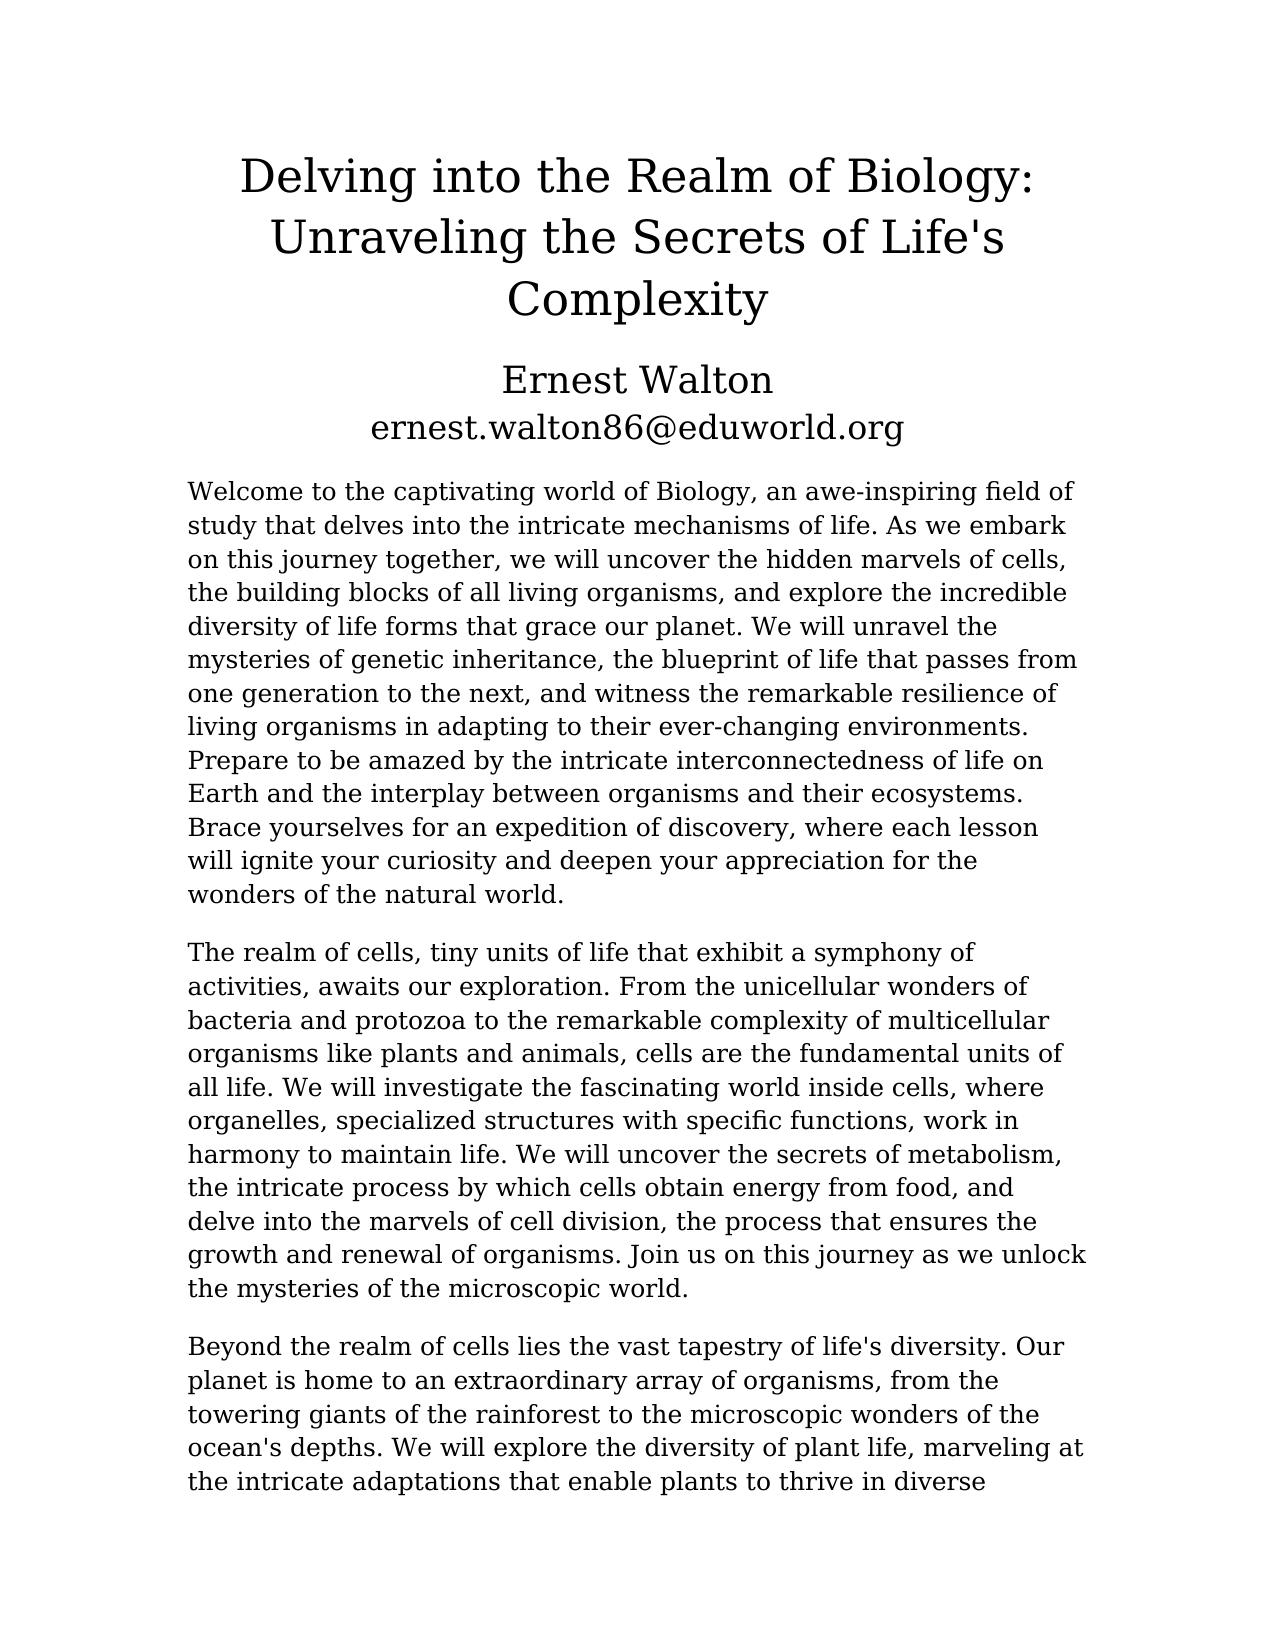 Delving into the Realm of Biology:
Unraveling the Secrets of Life's
Complexity
Ernest Walton
ernest.walton86@eduworld.org
Welcome to the captivating world of Biology, an awe-inspiring field of
study that delves into the intricate mechanisms of life. As we embark
on this journey together, we will uncover the hidden marvels of cells,
the building blocks of all living organisms, and explore the incredible
diversity of life forms that grace our planet. We will unravel the
mysteries of genetic inheritance, the blueprint of life that passes from
one generation to the next, and witness the remarkable resilience of
living organisms in adapting to their ever-changing environments.
Prepare to be amazed by the intricate interconnectedness of life on
Earth and the interplay between organisms and their ecosystems.
Brace yourselves for an expedition of discovery, where each lesson
will ignite your curiosity and deepen your appreciation for the
wonders of the natural world.
The realm of cells, tiny units of life that exhibit a symphony of
activities, awaits our exploration. From the unicellular wonders of
bacteria and protozoa to the remarkable complexity of multicellular
organisms like plants and animals, cells are the fundamental units of
all life. We will investigate the fascinating world inside cells, where
organelles, specialized structures with specific functions, work in
harmony to maintain life. We will uncover the secrets of metabolism,
the intricate process by which cells obtain energy from food, and
delve into the marvels of cell division, the process that ensures the
growth and renewal of organisms. Join us on this journey as we unlock
the mysteries of the microscopic world.
Beyond the realm of cells lies the vast tapestry of life's diversity. Our
planet is home to an extraordinary array of organisms, from the
towering giants of the rainforest to the microscopic wonders of the
ocean's depths. We will explore the diversity of plant life, marveling at
the intricate adaptations that enable plants to thrive in diverse